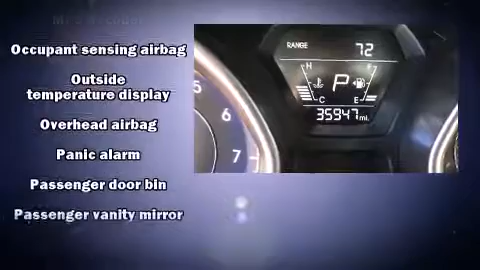 Occupant sensing airbag
Outside
temperature display
Overhead airbag
Panic alarm
Passenger door bin
Passenger vanity mirror
RANGE 72
H
P
C E
35947 mi.
5
6
7